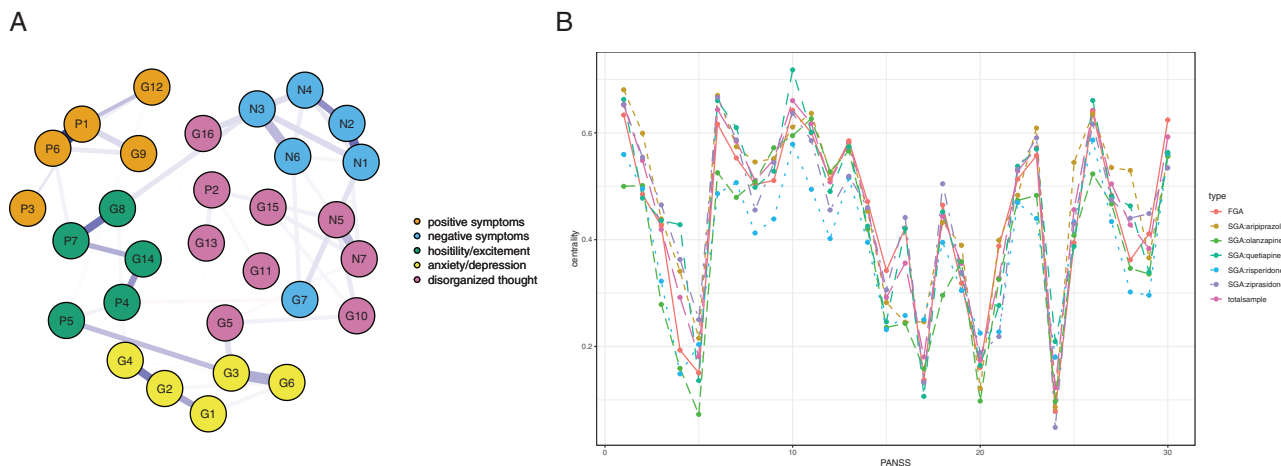 A
G12
P1
P6
G9
P3
G16
N3
N4
N2
N6
N1
G8
P7
G14
P4
P5
P2
G15
N5
G13
N7
G11
G7
G10
G5
G4
G2
G3
G6
G1
positive symptoms
negative symptoms
hostility/excitement
anxiety/depression
disorganized thought
B
centrality
0.6
0.4
0.2
0
10
20
30
PANSS
type
FGA
SGA:aripiprazol
SGA:olanzapine
SGA:quetiapine
SGA:risperidone
SGA:ziprasidone
totalsample